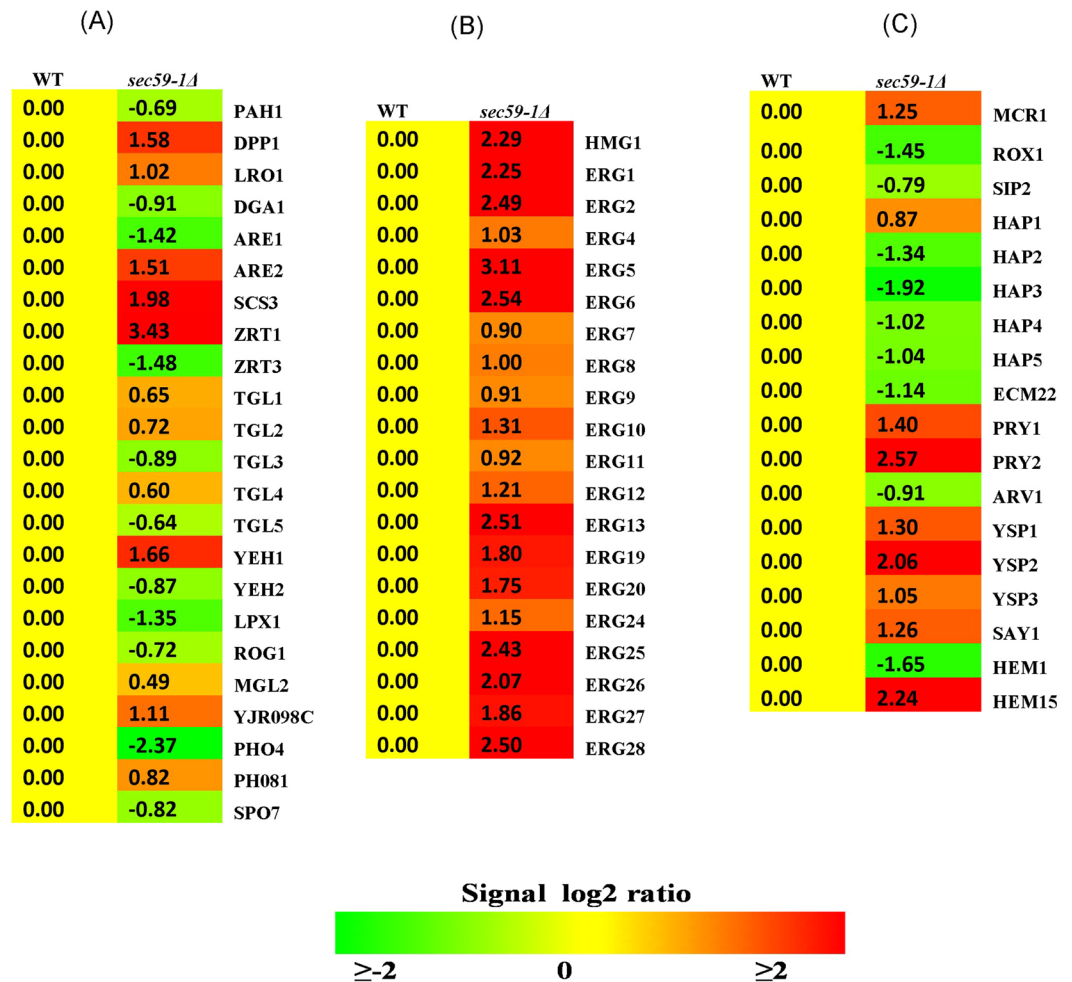 (A)
WT sec59-1Δ
0.00 -0.69 PAH1
0.00 1.58 DPP1
0.00 1.02 LRO1
0.00 -0.91 DGA1
0.00 -1.42 ARE1
0.00 1.51 ARE2
0.00 1.98 SCS3
0.00 3.43 ZRT1
0.00 -1.48 ZRT3
0.00 0.65 TGL1
0.00 0.72 TGL2
0.00 -0.89 TGL3
0.00 0.60 TGL4
0.00 -0.64 TGL5
0.00 1.66 YEH1
0.00 -0.87 YEH2
0.00 -1.35 LPX1
0.00 -0.72 ROG1
0.00 0.49 MGL2
0.00 1.11 YJR098C
0.00 -2.37 PHO4
0.00 0.82 PH081
0.00 -0.82 SPO7
(B)
WT sec59-1Δ
0.00 2.29 HMG1
0.00 2.25 ERG1
0.00 2.49 ERG2
0.00 1.03 ERG4
0.00 3.11 ERG5
0.00 2.54 ERG6
0.00 0.90 ERG7
0.00 1.00 ERG8
0.00 0.91 ERG9
0.00 1.31 ERG10
0.00 0.92 ERG11
0.00 1.21 ERG12
0.00 2.51 ERG13
0.00 1.80 ERG19
0.00 1.75 ERG20
0.00 1.15 ERG24
0.00 2.43 ERG25
0.00 2.07 ERG26
0.00 1.86 ERG27
0.00 2.50 ERG28
(C)
WT sec59-1Δ
0.00 1.25 MCR1
0.00 -1.45 ROX1
0.00 -0.79 SIP2
0.00 0.87 HAP1
0.00 -1.34 HAP2
0.00 -1.92 HAP3
0.00 -1.02 HAP4
0.00 -1.04 HAP5
0.00 -1.14 ECM22
0.00 1.40 PRY1
0.00 2.57 PRY2
0.00 -0.91 ARV1
0.00 1.30 YSP1
0.00 2.06 YSP2
0.00 1.05 YSP3
0.00 1.26 SAY1
0.00 -1.65 HEM1
0.00 2.24 HEM15
Signal log2 ratio
≥-2 0 ≥2